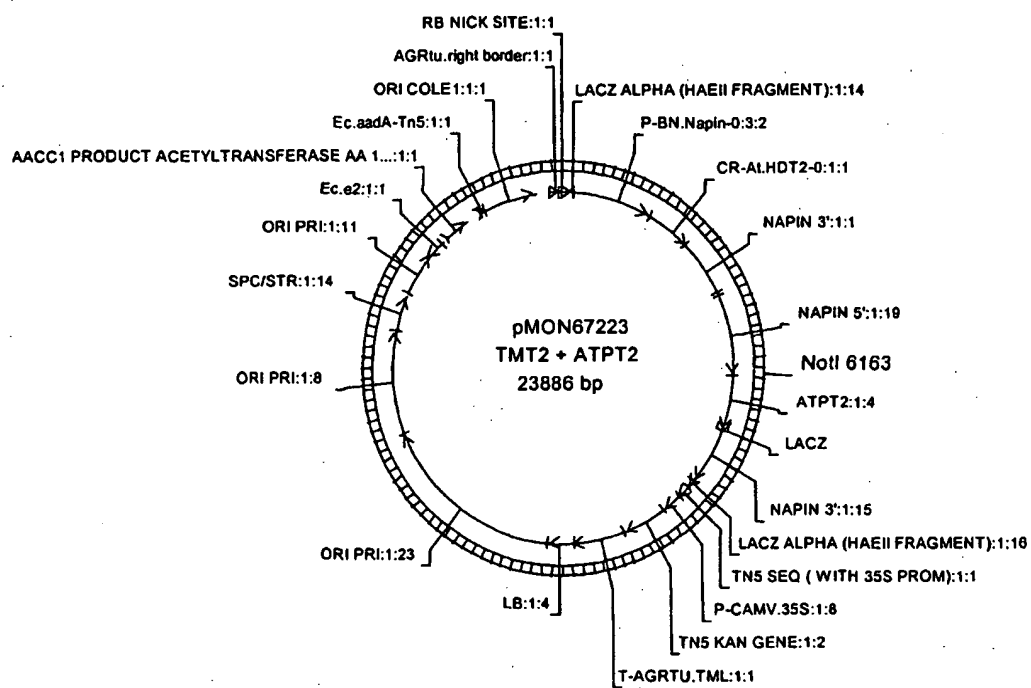 RB NICK SITE:1:1
AGRtu.right border:1:1
ORI COLE1:1:1
LACZ ALPHA (HAEII FRAGMENT):1:14
Ec.aadA-Tn5:1:1
P-BN.Napin-0:3:2
AACC1 PRODUCT ACETYLTRANSFERASE AA 1...:1:1
CR-At.HDT2-0:1:1
Ec.e2:1:1
ORI PRI:1:11
NAPIN 3':1:1
SPC/STR:1:14
pMON67223
TMT2 + ATPT2
23886 bp
NAPIN 5':1:19
NotI 6163
ORI PRI:1:8
ATPT2:1:4
LACZ
NAPIN 3':1:15
LACZ ALPHA (HAEII FRAGMENT):1:16
ORI PRI:1:23
TN5 SEQ ( WITH 35S PROM):1:1
LB:1:4
P-CAMV.35S:1:8
TN5 KAN GENE:1:2
T-AGRTU.TML:1:1